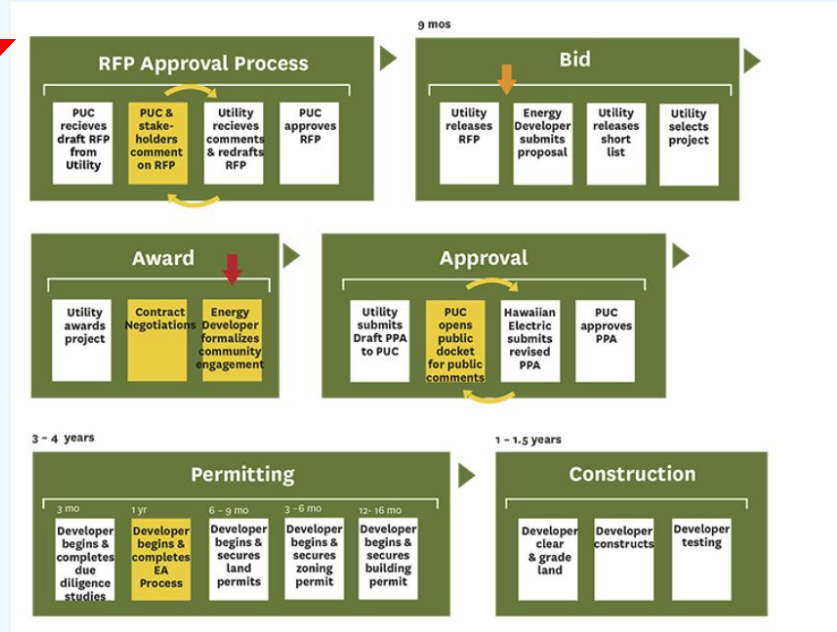 9 mos
RFP Approval Process
PUC
recieves
draft RFP
from
Utility
PUC &
stake-
holders
comment
on RFP
Utility
recieves
comments
& redrafts
RFP
PUC
approves
RFP
Bid
Utility
releases
RFP
Energy
Developer
submits
proposal
Utility
releases
short
list
Utility
selects
project
Award
Utility
awards
project
Contract
Negotiations
Energy
Developer
formalizes
community
engagement
Approval
Utility
submits
Draft PPA
to PUC
PUC
opens
public
docket
for public
comments
Hawaiian
Electric
submits
revised
PPA
PUC
approves
PPA
3 – 4 years
Permitting
3 mo
Developer
begins &
completes
due
diligence
studies
1 yr
Developer
begins &
completes
EA
Process
6 – 9 mo
Developer
begins &
secures
land
permits
3 –6 mo
Developer
begins &
secures
zoning
permit
12- 16 mo
Developer
begins &
secures
building
permit
1 – 1.5 years
Construction
Developer
clear
& grade
land
Developer
constructs
Developer
testing